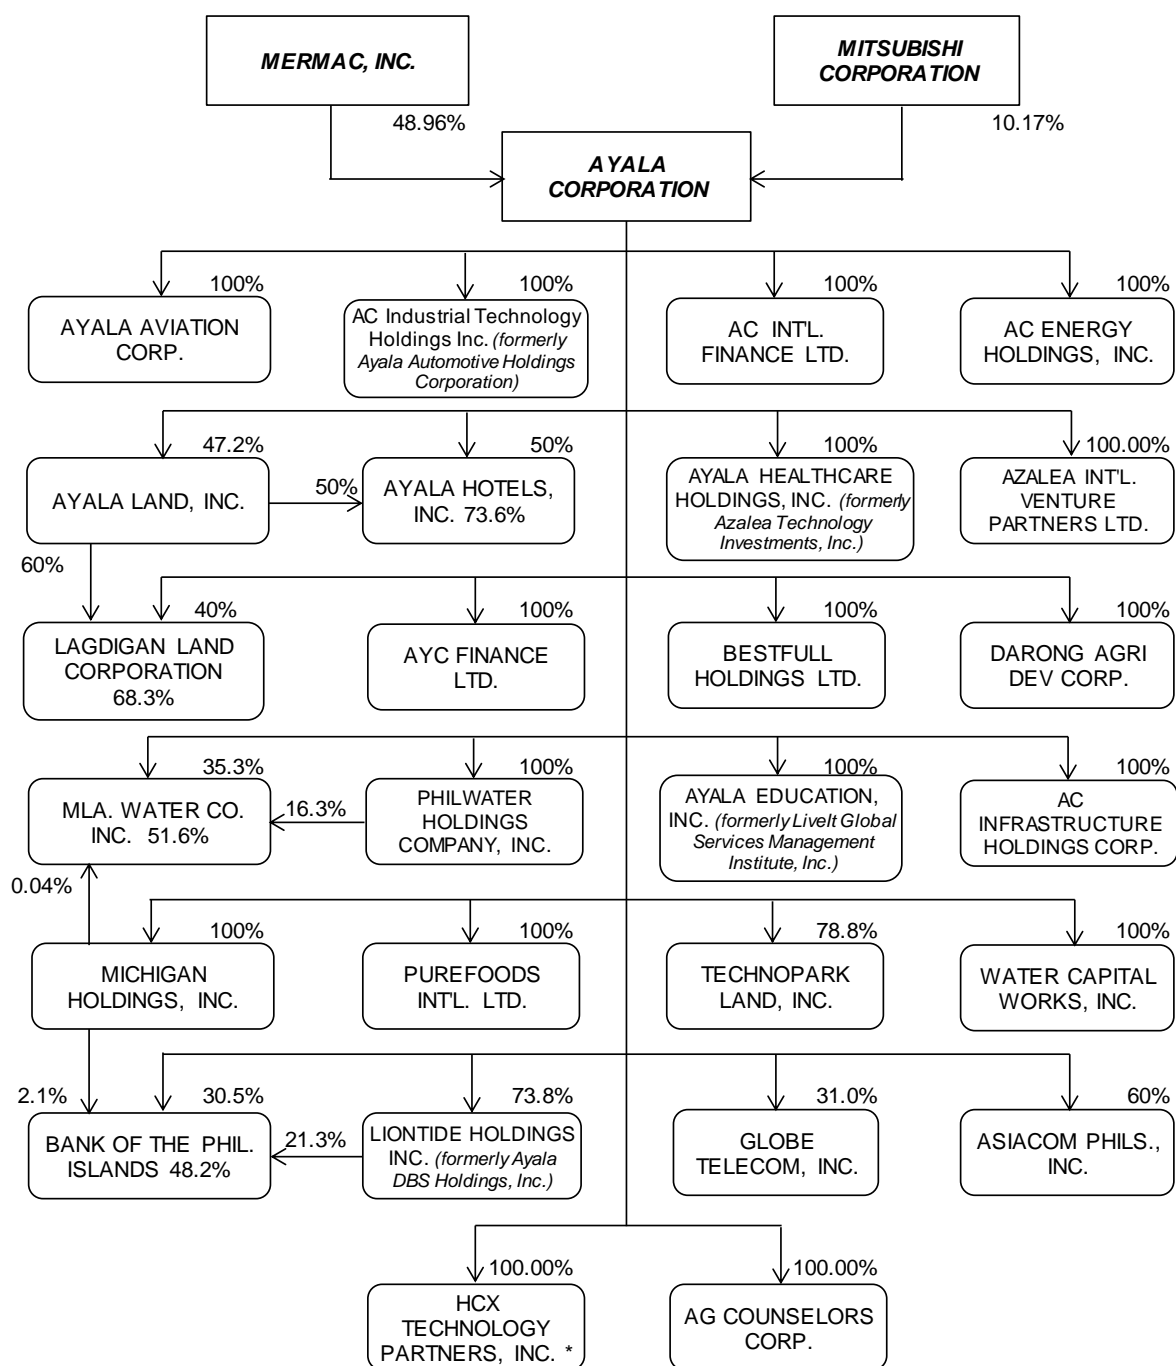 MERMAC, INC.
MITSUBISHI
CORPORATION
48.96%
10.17%
AYALA
CORPORATION
100%
100%
100%
100%
AYALA AVIATION
CORP.
AC Industrial Technology
Holdings Inc. (formerly
Ayala Automotive Holdings
Corporation)
AC INT'L.
FINANCE LTD.
AC ENERGY
HOLDINGS, INC.
47.2%
50%
100%
100.00%
AYALA LAND, INC.
50%
AYALA HOTELS,
INC. 73.6%
AYALA HEALTHCARE
HOLDINGS, INC. (formerly
Azalea Technology
Investments, Inc.)
AZALEA INT'L.
VENTURE
PARTNERS LTD.
60%
40%
100%
100%
100%
LAGDIGAN LAND
CORPORATION
68.3%
AYC FINANCE
LTD.
BESTFULL
HOLDINGS LTD.
DARONG AGRI
DEV CORP.
35.3%
100%
100%
100%
MLA. WATER CO.
INC. 51.6%
16.3%
PHILWATER
HOLDINGS
COMPANY, INC.
AYALA EDUCATION,
INC. (formerly LiveIt Global
Services Management
Institute, Inc.)
AC
INFRASTRUCTURE
HOLDINGS CORP.
0.04%
100%
100%
78.8%
100%
MICHIGAN
HOLDINGS, INC.
PUREFOODS
INT'L. LTD.
TECHNOPARK
LAND, INC.
WATER CAPITAL
WORKS, INC.
2.1%
30.5%
73.8%
31.0%
60%
BANK OF THE PHIL.
ISLANDS 48.2%
21.3%
LIONTIDE HOLDINGS
INC. (formerly Ayala
DBS Holdings, Inc.)
GLOBE
TELECOM, INC.
ASIACOM PHILS.,
INC.
100.00%
100.00%
HCX
TECHNOLOGY
PARTNERS, INC. *
AG COUNSELORS
CORP.